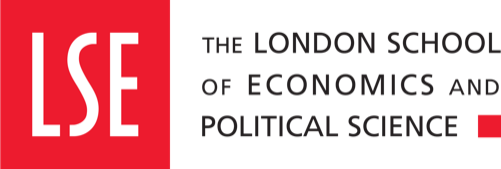 LSE
THE LONDON SCHOOL
OF ECONOMICS AND
POLITICAL SCIENCE